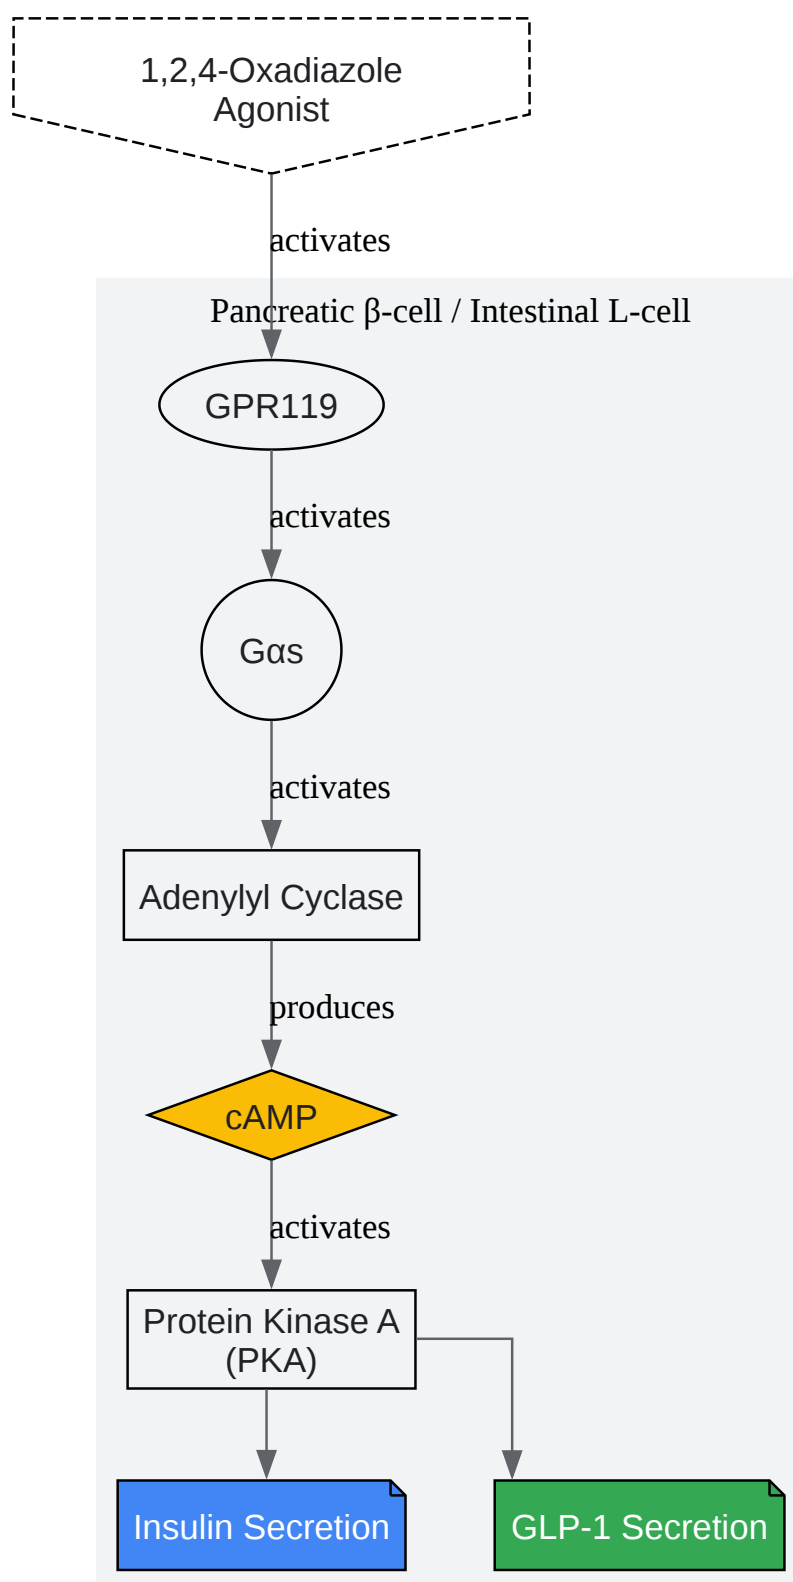 1,2,4-Oxadiazole
Agonist
activates
Pancreatic β-cell / Intestinal L-cell
GPR119
activates
Gαs
activates
Adenylyl Cyclase
produces
cAMP
activates
Protein Kinase A
(PKA)
Insulin Secretion
GLP-1 Secretion